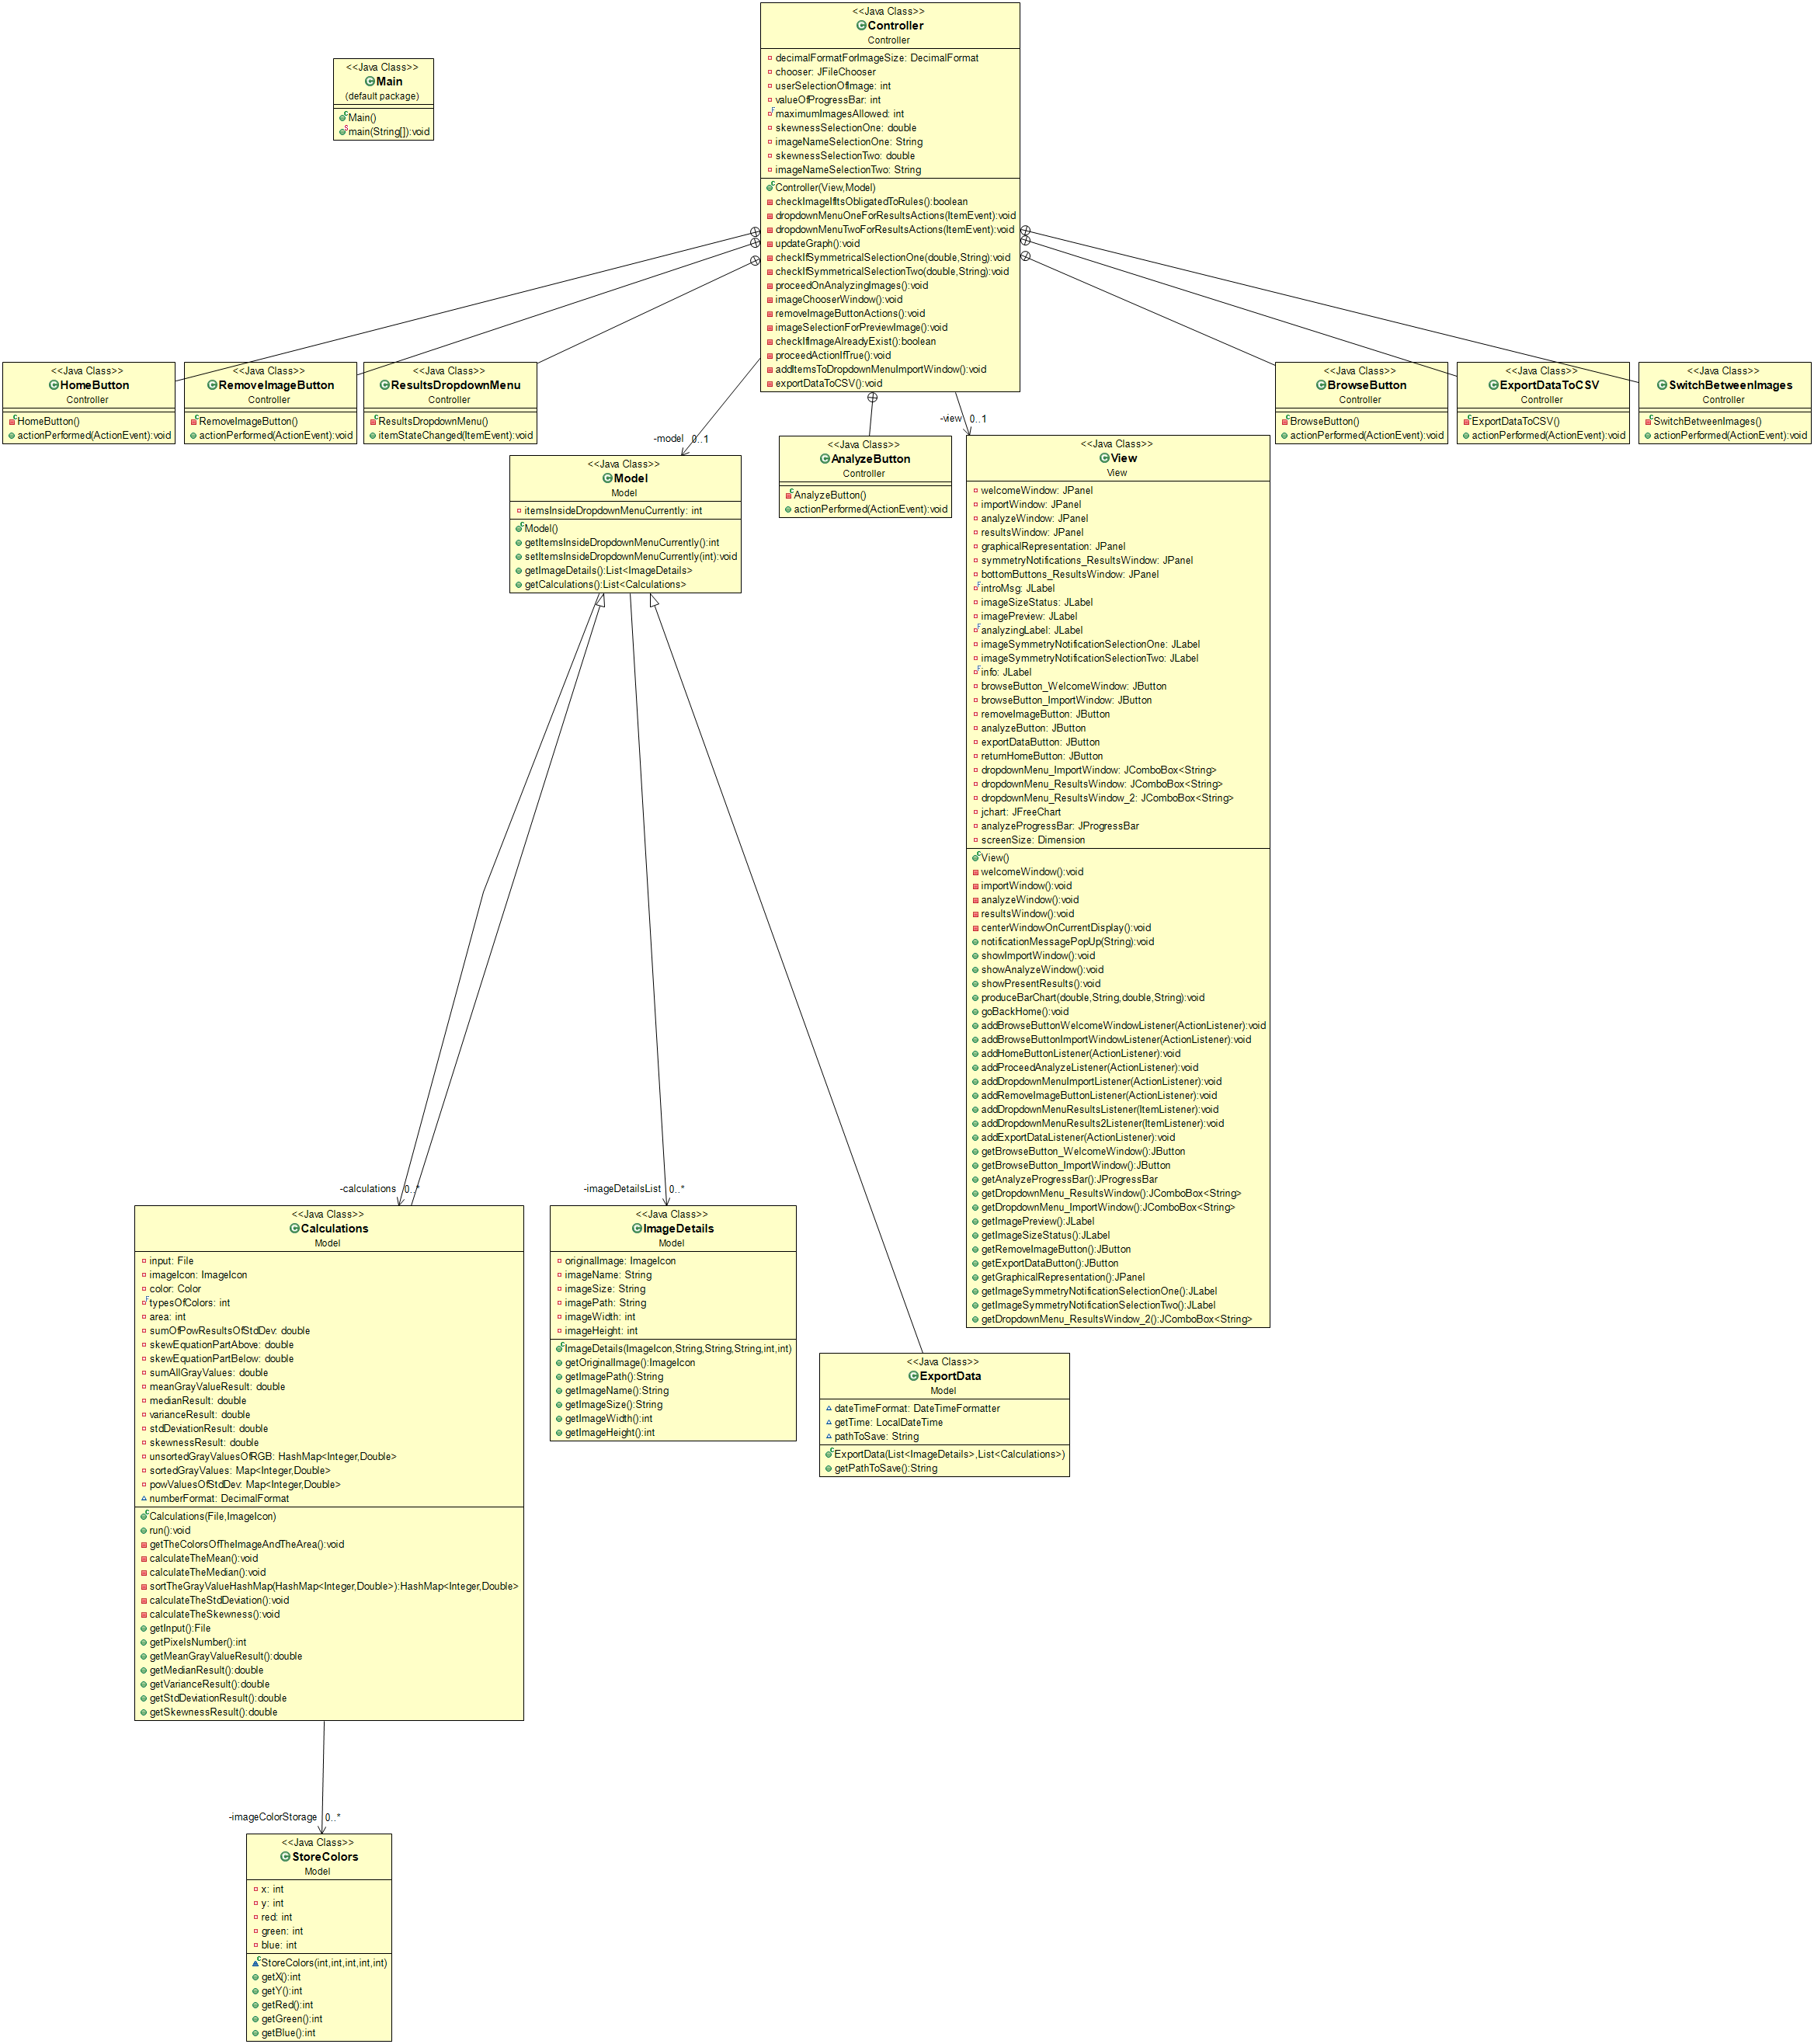 <<Java Class>>
Controller
Controller
decimalFormatForImageSize: DecimalFormat
chooser: JFileChooser
userSelectionOfImage: int
valueOfProgressBar: int
maximumImagesAllowed: int
skewnessSelectionOne: double
imageNameSelectionOne: String
skewnessSelectionTwo: double
imageNameSelectionTwo: String
Controller(View,Model)
checkImageIfItsObligatedToRules():boolean
dropdownMenuOneForResultsActions(ItemEvent):void
dropdownMenuTwoForResultsActions(ItemEvent):void
updateGraph():void
checkIfSymmetricalSelectionOne(double,String):void
checkIfSymmetricalSelectionTwo(double,String):void
proceedOnAnalyzingImages():void
imageChooserWindow():void
removeImageButtonActions():void
imageSelectionForPreviewImage():void
checkIfImageAlreadyExist():boolean
proceedActionIfTrue():void
addItemsToDropdownMenuImportWindow():void
exportDataToCSV():void
<<Java Class>>
Main
(default package)
Main()
main(String[]):void
<<Java Class>>
HomeButton
Controller
HomeButton()
actionPerformed(ActionEvent):void
<<Java Class>>
RemoveImageButton
Controller
RemoveImageButton()
actionPerformed(ActionEvent):void
<<Java Class>>
ResultsDropdownMenu
Controller
ResultsDropdownMenu()
itemStateChanged(ItemEvent):void
<<Java Class>>
BrowseButton
Controller
BrowseButton()
actionPerformed(ActionEvent):void
<<Java Class>>
ExportDataToCSV
Controller
ExportDataToCSV()
actionPerformed(ActionEvent):void
<<Java Class>>
SwitchBetweenImages
Controller
SwitchBetweenImages()
actionPerformed(ActionEvent):void
-model 0..1
-view 0..1
<<Java Class>>
AnalyzeButton
Controller
AnalyzeButton()
actionPerformed(ActionEvent):void
<<Java Class>>
Model
Model
itemsInsideDropdownMenuCurrently: int
Model()
getItemsInsideDropdownMenuCurrently():int
setItemsInsideDropdownMenuCurrently(int):void
getImageDetails():List<ImageDetails>
getCalculations():List<Calculations>
<<Java Class>>
View
View
welcomeWindow: JPanel
importWindow: JPanel
analyzeWindow: JPanel
resultsWindow: JPanel
graphicalRepresentation: JPanel
symmetryNotifications_ResultsWindow: JPanel
bottomButtons_ResultsWindow: JPanel
introMsg: JLabel
imageSizeStatus: JLabel
imagePreview: JLabel
analyzingLabel: JLabel
imageSymmetryNotificationSelectionOne: JLabel
imageSymmetryNotificationSelectionTwo: JLabel
info: JLabel
browseButton_WelcomeWindow: JButton
browseButton_ImportWindow: JButton
removeImageButton: JButton
analyzeButton: JButton
exportDataButton: JButton
returnHomeButton: JButton
dropdownMenu_ImportWindow: JComboBox<String>
dropdownMenu_ResultsWindow: JComboBox<String>
dropdownMenu_ResultsWindow_2: JComboBox<String>
jchart: JFreeChart
analyzeProgressBar: JProgressBar
screenSize: Dimension
View()
welcomeWindow():void
importWindow():void
analyzeWindow():void
resultsWindow():void
centerWindowOnCurrentDisplay():void
notificationMessagePopUp(String):void
showImportWindow():void
showAnalyzeWindow():void
showPresentResults():void
produceBarChart(double,String,double,String):void
goBackHome():void
addBrowseButtonWelcomeWindowListener(ActionListener):void
addBrowseButtonImportWindowListener(ActionListener):void
addHomeButtonListener(ActionListener):void
addProceedAnalyzeListener(ActionListener):void
addDropdownMenuImportListener(ActionListener):void
addRemoveImageButtonListener(ActionListener):void
addDropdownMenuResultsListener(ItemListener):void
addDropdownMenuResults2Listener(ItemListener):void
addExportDataListener(ActionListener):void
getBrowseButton_WelcomeWindow():JButton
getBrowseButton_ImportWindow():JButton
getAnalyzeProgressBar():JProgressBar
getDropdownMenu_ResultsWindow():JComboBox<String>
getDropdownMenu_ImportWindow():JComboBox<String>
getImagePreview():JLabel
getImageSizeStatus():JLabel
getRemoveImageButton():JButton
getExportDataButton():JButton
getGraphicalRepresentation():JPanel
getImageSymmetryNotificationSelectionOne():JLabel
getImageSymmetryNotificationSelectionTwo():JLabel
getDropdownMenu_ResultsWindow_2():JComboBox<String>
-calculations 0..*
-imageDetailsList 0..*
<<Java Class>>
Calculations
Model
input: File
imageIcon: ImageIcon
color: Color
typesOfColors: int
area: int
sumOfPowResultsOfStdDev: double
skewEquationPartAbove: double
skewEquationPartBelow: double
sumAllGrayValues: double
meanGrayValueResult: double
medianResult: double
varianceResult: double
stdDeviationResult: double
skewnessResult: double
unsortedGrayValuesOfRGB: HashMap<Integer,Double>
sortedGrayValues: Map<Integer,Double>
powValuesOfStdDev: Map<Integer,Double>
numberFormat: DecimalFormat
Calculations(File,ImageIcon)
run():void
getTheColorsOfTheImageAndTheArea():void
calculateTheMean():void
calculateTheMedian():void
sortTheGrayValueHashMap(HashMap<Integer,Double>):HashMap<Integer,Double>
calculateTheStdDeviation():void
calculateTheSkewness():void
getInput():File
getPixelsNumber():int
getMeanGrayValueResult():double
getMedianResult():double
getVarianceResult():double
getStdDeviationResult():double
getSkewnessResult():double
<<Java Class>>
ImageDetails
Model
originalImage: ImageIcon
imageName: String
imageSize: String
imagePath: String
imageWidth: int
imageHeight: int
ImageDetails(ImageIcon,String,String,String,int,int)
getOriginalImage():ImageIcon
getImagePath():String
getImageName():String
getImageSize():String
getImageWidth():int
getImageHeight():int
<<Java Class>>
ExportData
Model
dateTimeFormat: DateTimeFormatter
getTime: LocalDateTime
pathToSave: String
ExportData(List<ImageDetails>,List<Calculations>)
getPathToSave():String
-imageColorStorage 0..*
<<Java Class>>
StoreColors
Model
x: int
y: int
red: int
green: int
blue: int
StoreColors(int,int,int,int,int)
getX():int
getY():int
getRed():int
getGreen():int
getBlue():int